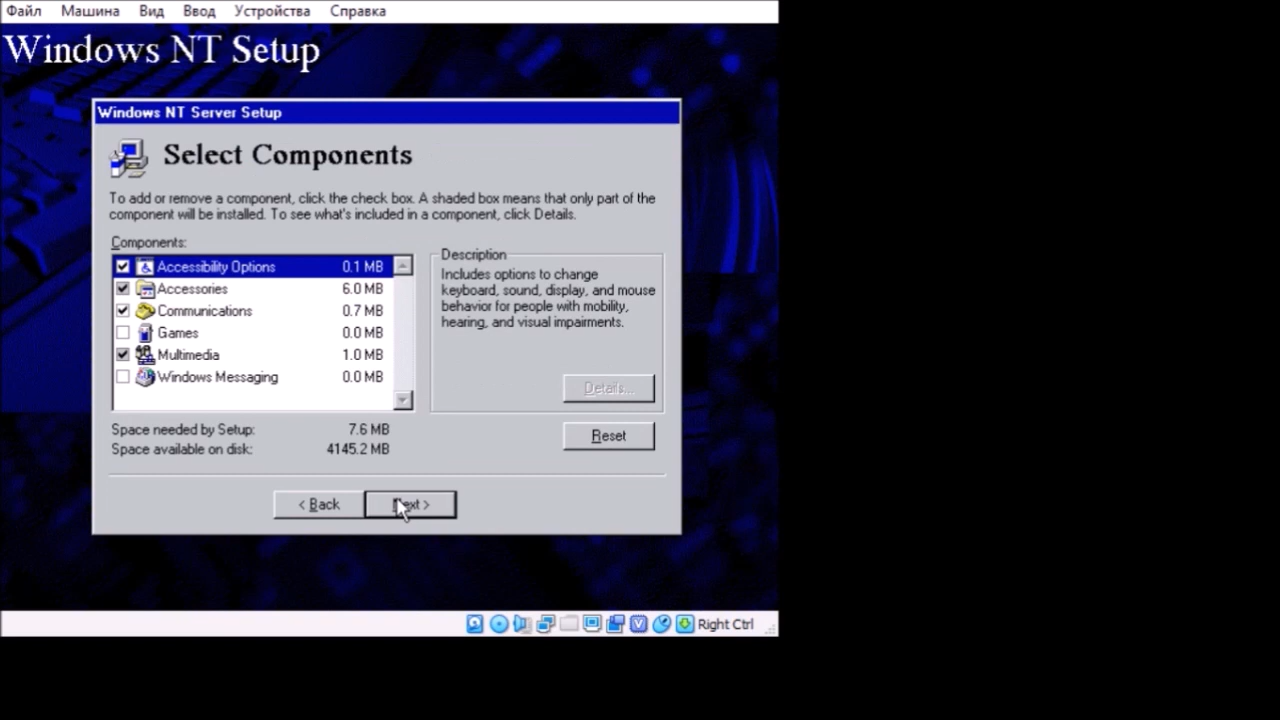 Файл Машина Вид Ввод Устройства Справка
Windows NT Setup
Windows NT Server Setup
Select Components
To add or remove a component, click the check box. A shaded box means that only part of the
component will be installed. To see what's included in a component, click Details.
Components:
Accessibility Options 0.1 MB
Accessories 6.0 MB
Communications 0.7 MB
Games 0.0 MB
Multimedia 1.0 MB
Windows Messaging 0.0 MB
Description
Includes options to change
keyboard, sound, display, and mouse
behavior for people with mobility,
hearing, and visual impairments.
Details...
Space needed by Setup: 7.6 MB
Space available on disk: 4145.2 MB
Reset
< Back
Next >
Right Ctrl